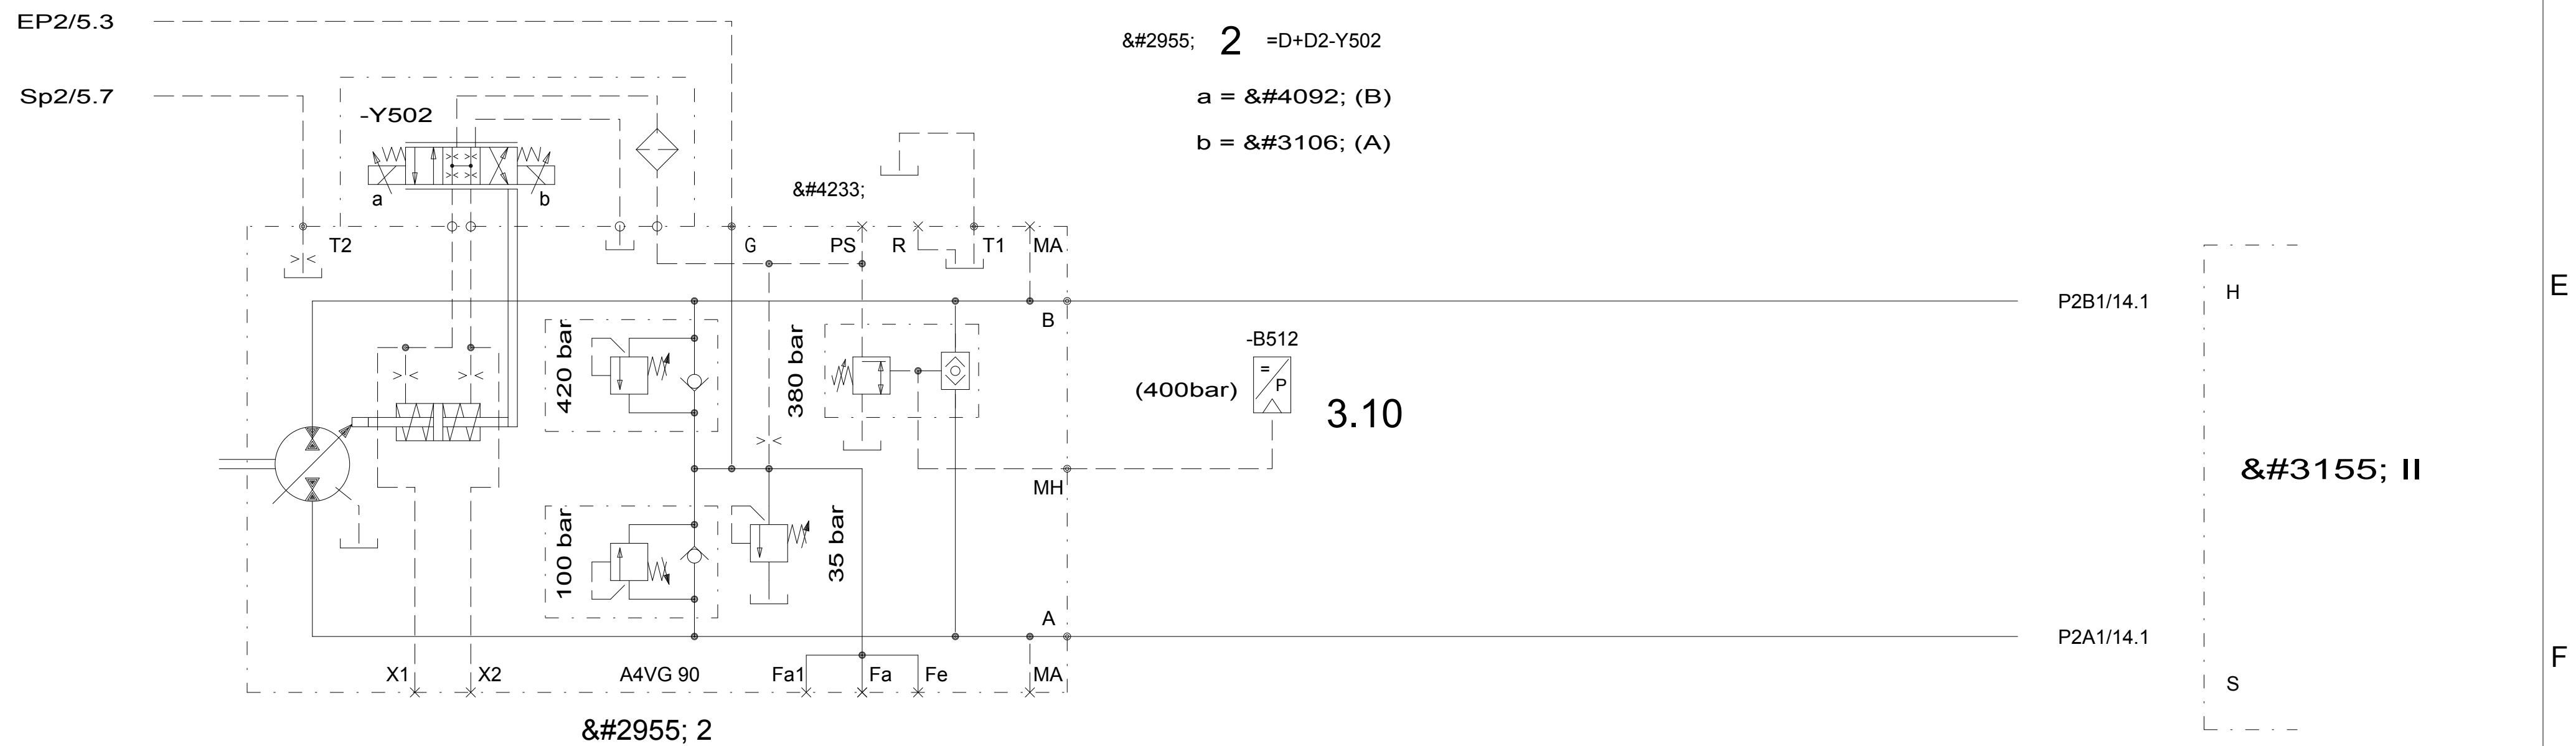 EP2/5.3
&#2955; 2 =D+D2-Y502
Sp2/5.7
a = &#4092; (B)
-Y502
b = &#3106; (A)
a
b
&#4233;
T2
G
PS
R
T1
MA
P2B1/14.1
H
E
B
420 bar
380 bar
-B512
=
P
(400bar)
3.10
&#3155; II
MH
100 bar
35 bar
A
P2A1/14.1
F
X1
X2
A4VG 90
Fa1
Fa
Fe
MA
S
&#2955; 2